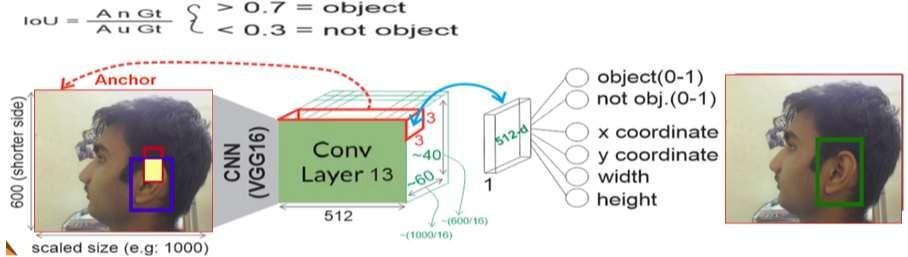 IoU = A n Gt / A u Gt { > 0.7 = object
< 0.3 = not object
Anchor
600 (shorter side)
scaled size (e.g: 1000)
CNN
(VGG16)
Conv
Layer 13
512
3
3
~40
~60
~(600/16)
~(1000/16)
512-d
1
object(0-1)
not obj.(0-1)
x coordinate
y coordinate
width
height